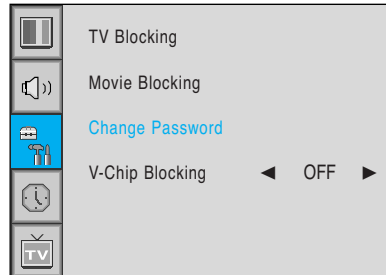 TV Blocking
Movie Blocking
Change Password
V-Chip Blocking ◄ OFF ►
TV